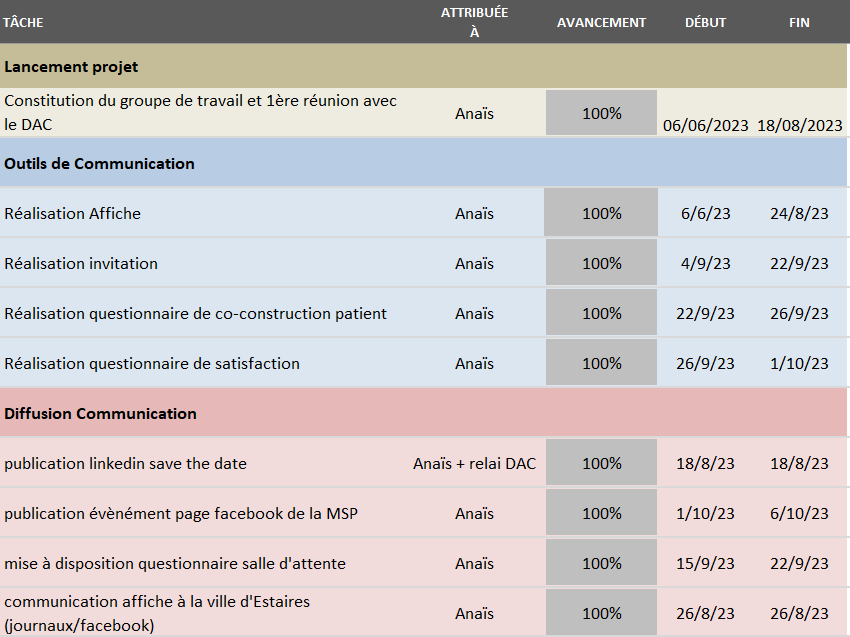 TÂCHE ATTRIBUÉE À AVANCEMENT DÉBUT FIN
Lancement projet
Constitution du groupe de travail et 1ère réunion avec
le DAC Anaïs 100% 06/06/2023 18/08/2023
Outils de Communication
Réalisation Affiche Anaïs 100% 6/6/23 24/8/23
Réalisation invitation Anaïs 100% 4/9/23 22/9/23
Réalisation questionnaire de co-construction patient Anaïs 100% 22/9/23 26/9/23
Réalisation questionnaire de satisfaction Anaïs 100% 26/9/23 1/10/23
Diffusion Communication
publication linkedin save the date Anaïs + relai DAC 100% 18/8/23 18/8/23
publication évènément page facebook de la MSP Anaïs 100% 1/10/23 6/10/23
mise à disposition questionnaire salle d'attente Anaïs 100% 15/9/23 22/9/23
communication affiche à la ville d'Estaires
(journaux/facebook) Anaïs 100% 26/8/23 26/8/23